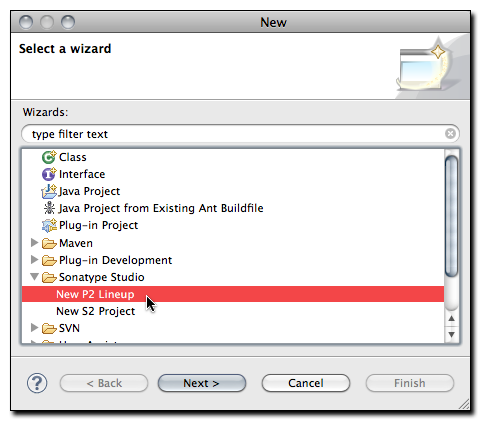 New
Select a wizard
Wizards:
type filter text
Class
Interface
Java Project
Java Project from Existing Ant Buildfile
Plug-in Project
Maven
Plug-in Development
Sonatype Studio
New P2 Lineup
New S2 Project
SVN
? < Back Next > Cancel Finish